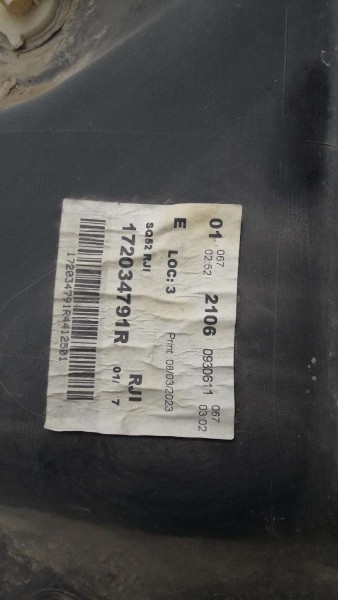 01 067 02:52 2106 0930611 067 03:02
E LOC: 3 Print 08/03/2023
SQ52 RJI
172034791R RJI
01/ 7
172034791R4412501